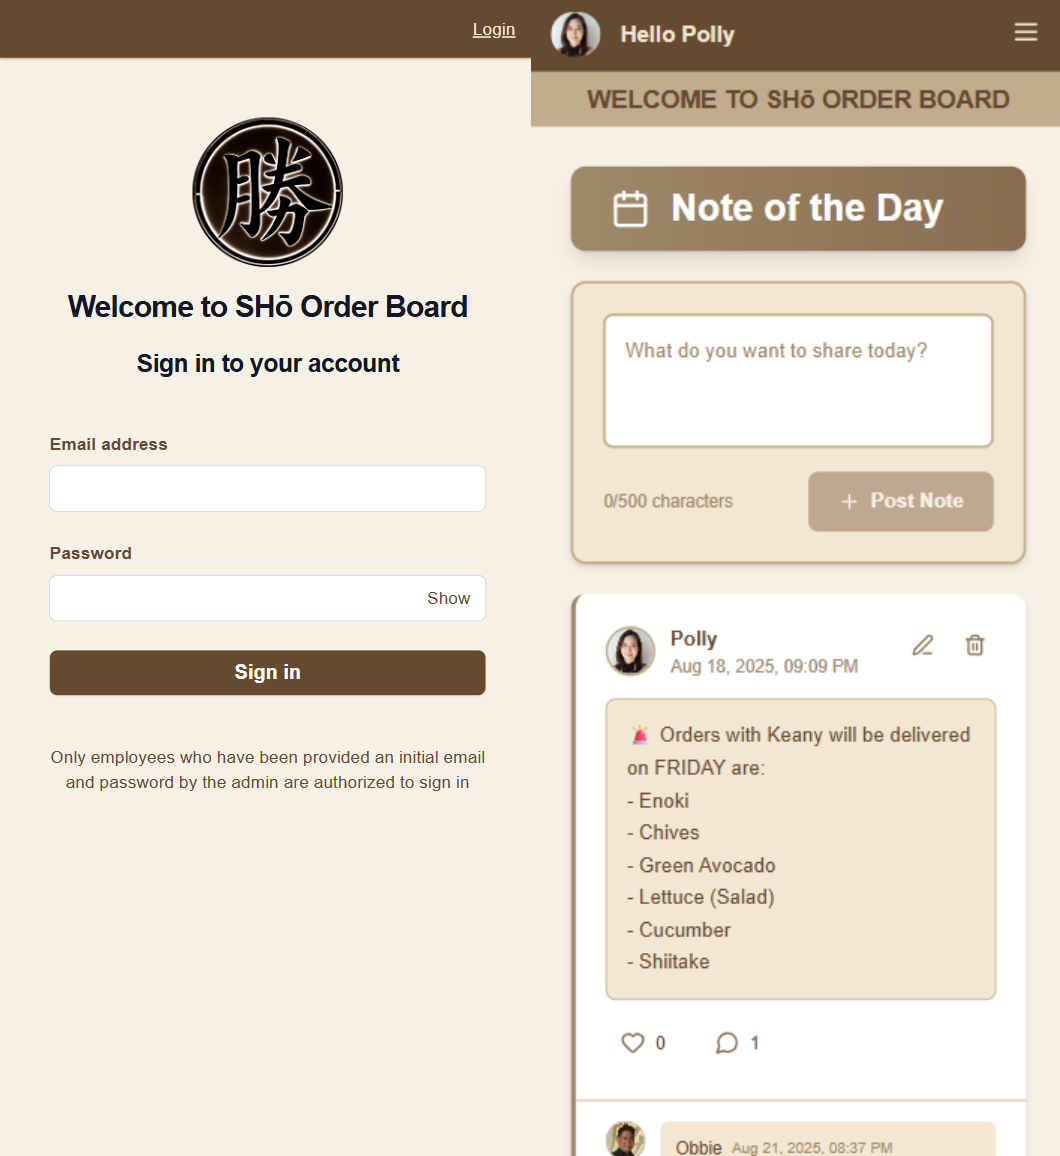 Login
勝
Welcome to SHō Order Board
Sign in to your account
Email address
Password
Show
Sign in
Only employees who have been provided an initial email
and password by the admin are authorized to sign in
Hello Polly
WELCOME TO SHō ORDER BOARD
Note of the Day
What do you want to share today?
0/500 characters
+ Post Note
Polly
Aug 18, 2025, 09:09 PM
🚨 Orders with Keany will be delivered
on FRIDAY are:
- Enoki
- Chives
- Green Avocado
- Lettuce (Salad)
- Cucumber
- Shiitake
0 1
Obbie Aug 21, 2025, 08:37 PM